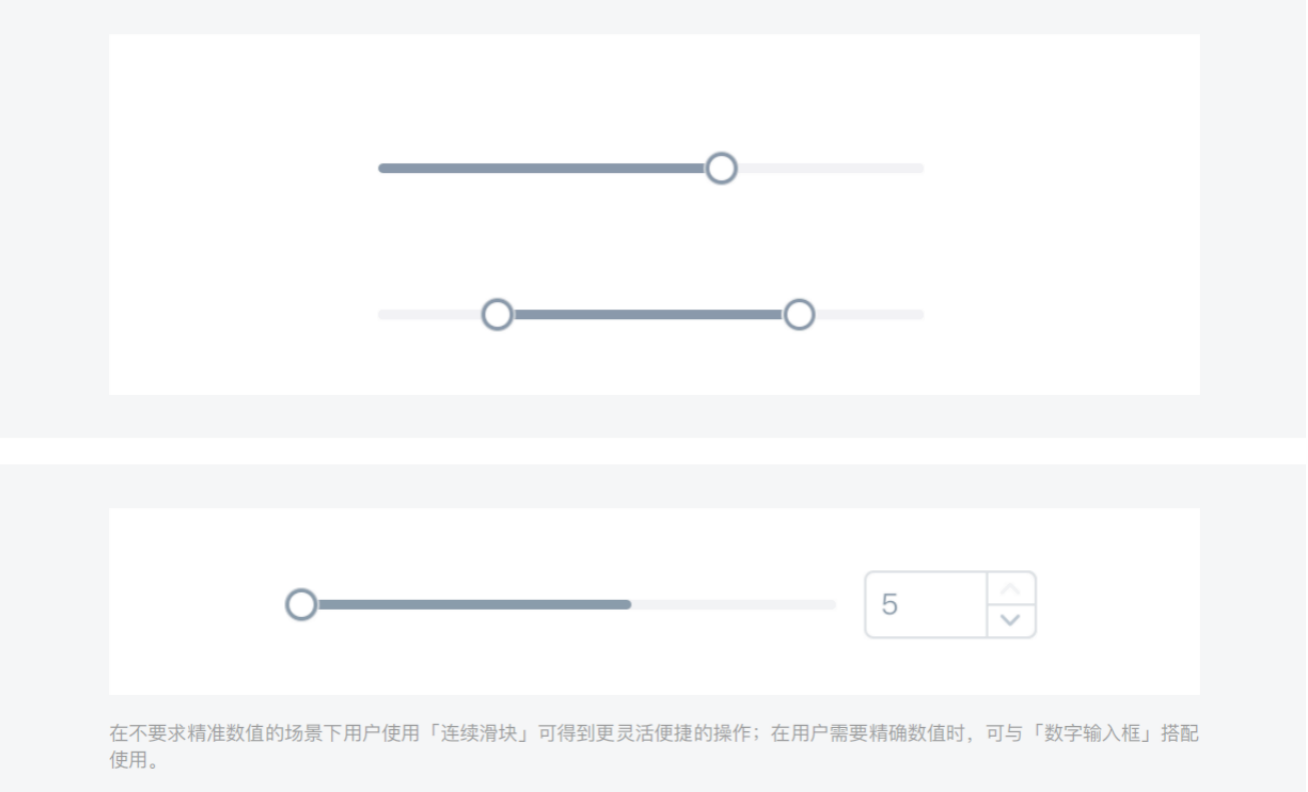 5
在不要求精准数值的场景下用户使用「连续滑块」可得到更灵活便捷的操作；在用户需要精确数值时，可与「数字输入框」搭配
使用。